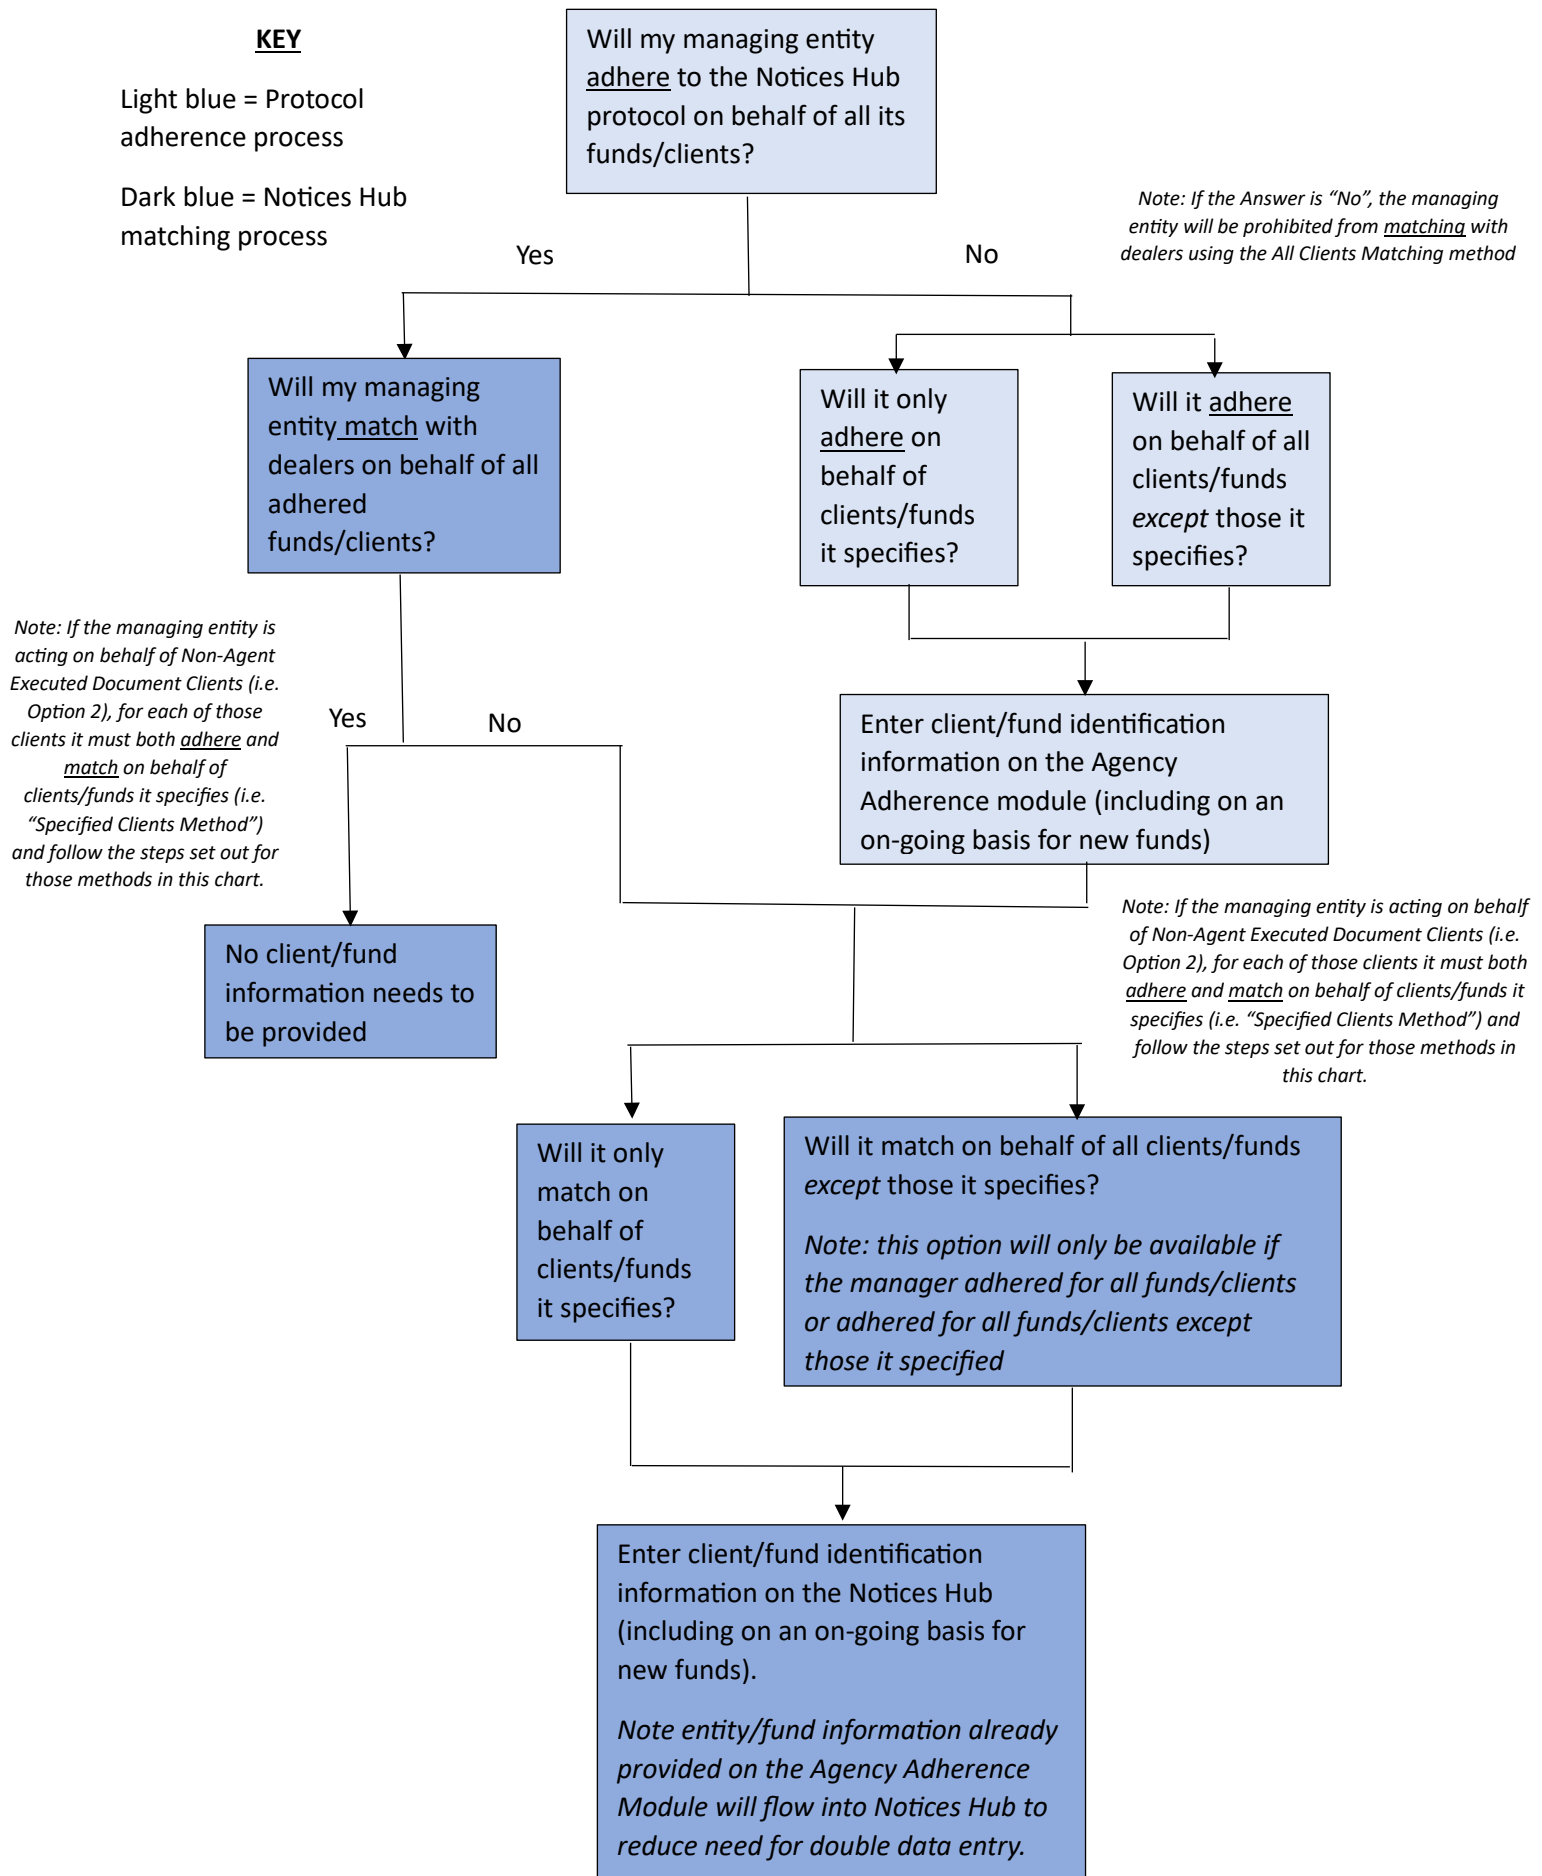 KEY
Light blue = Protocol
adherence process
Dark blue = Notices Hub
matching process
Will my managing entity
adhere to the Notices Hub
protocol on behalf of all its
funds/clients?
Note: If the Answer is “No”, the managing
entity will be prohibited from matching with
dealers using the All Clients Matching method
Yes
No
Will my managing
entity match with
dealers on behalf of all
adhered
funds/clients?
Will it only
adhere on
behalf of
clients/funds
it specifies?
Will it adhere
on behalf of all
clients/funds
except those it
specifies?
Note: If the managing entity is
acting on behalf of Non-Agent
Executed Document Clients (i.e.
Option 2), for each of those
clients it must both adhere and
match on behalf of
clients/funds it specifies (i.e.
“Specified Clients Method”)
and follow the steps set out for
those methods in this chart.
Yes
No
Enter client/fund identification
information on the Agency
Adherence module (including on an
on-going basis for new funds)
No client/fund
information needs to
be provided
Note: If the managing entity is acting on behalf
of Non-Agent Executed Document Clients (i.e.
Option 2), for each of those clients it must both
adhere and match on behalf of clients/funds it
specifies (i.e. “Specified Clients Method”) and
follow the steps set out for those methods in
this chart.
Will it only
match on
behalf of
clients/funds
it specifies?
Will it match on behalf of all clients/funds
except those it specifies?
Note: this option will only be available if
the manager adhered for all funds/clients
or adhered for all funds/clients except
those it specified
Enter client/fund identification
information on the Notices Hub
(including on an on-going basis for
new funds).
Note entity/fund information already
provided on the Agency Adherence
Module will flow into Notices Hub to
reduce need for double data entry.